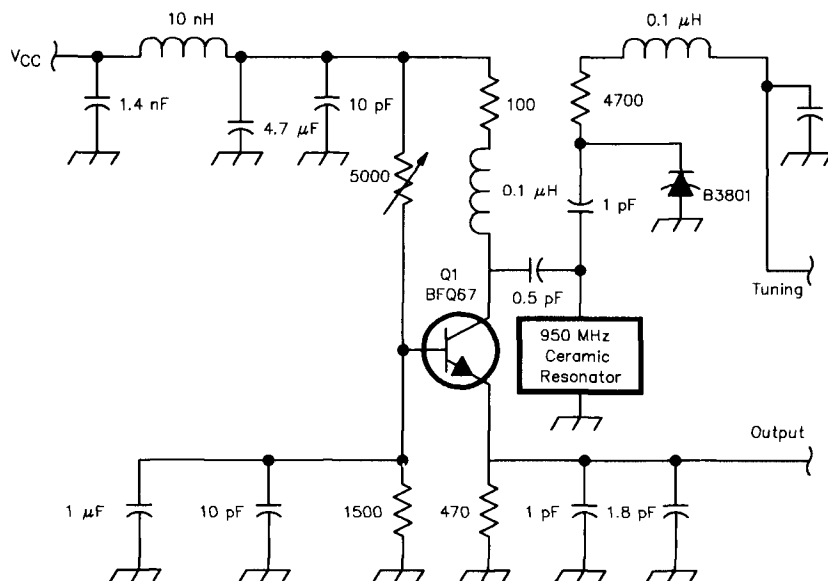 10 nH
0.1 μH
VCC
1.4 nF
4.7 μF
10 pF
100
4700
5000
0.1 μH
1 pF
B3801
Q1
BFQ67
0.5 pF
Tuning
950 MHz
Ceramic
Resonator
Output
1 μF
10 pF
1500
470
1 pF
1.8 pF